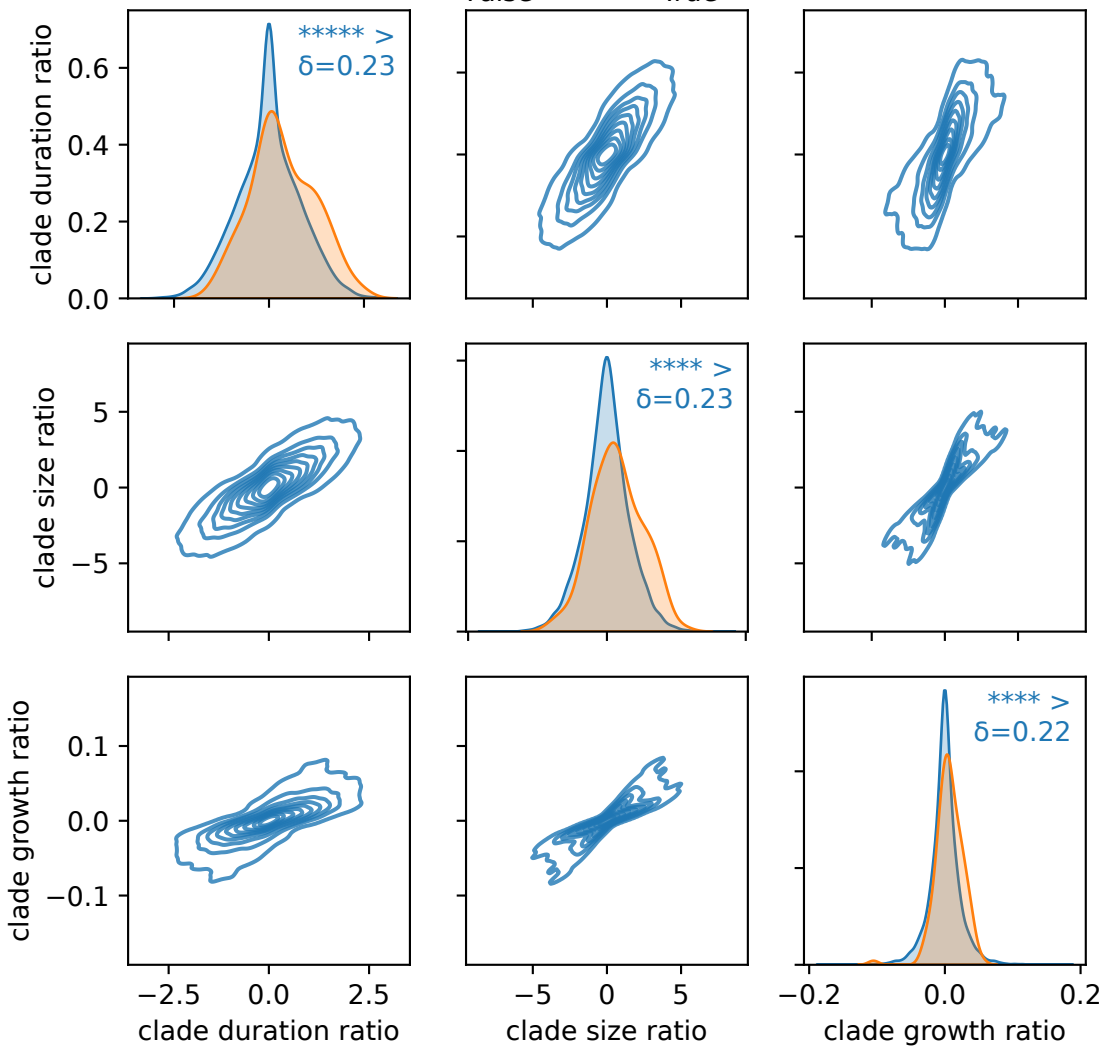 clade duration ratio
0.6
0.4
0.2
0.0
***** >
δ=0.23
clade size ratio
5
0
−5
**** >
δ=0.23
clade growth ratio
0.1
0.0
−0.1
**** >
δ=0.22
−2.5 0.0 2.5
−5 0 5
−0.2 0.0 0.2
clade duration ratio
clade size ratio
clade growth ratio